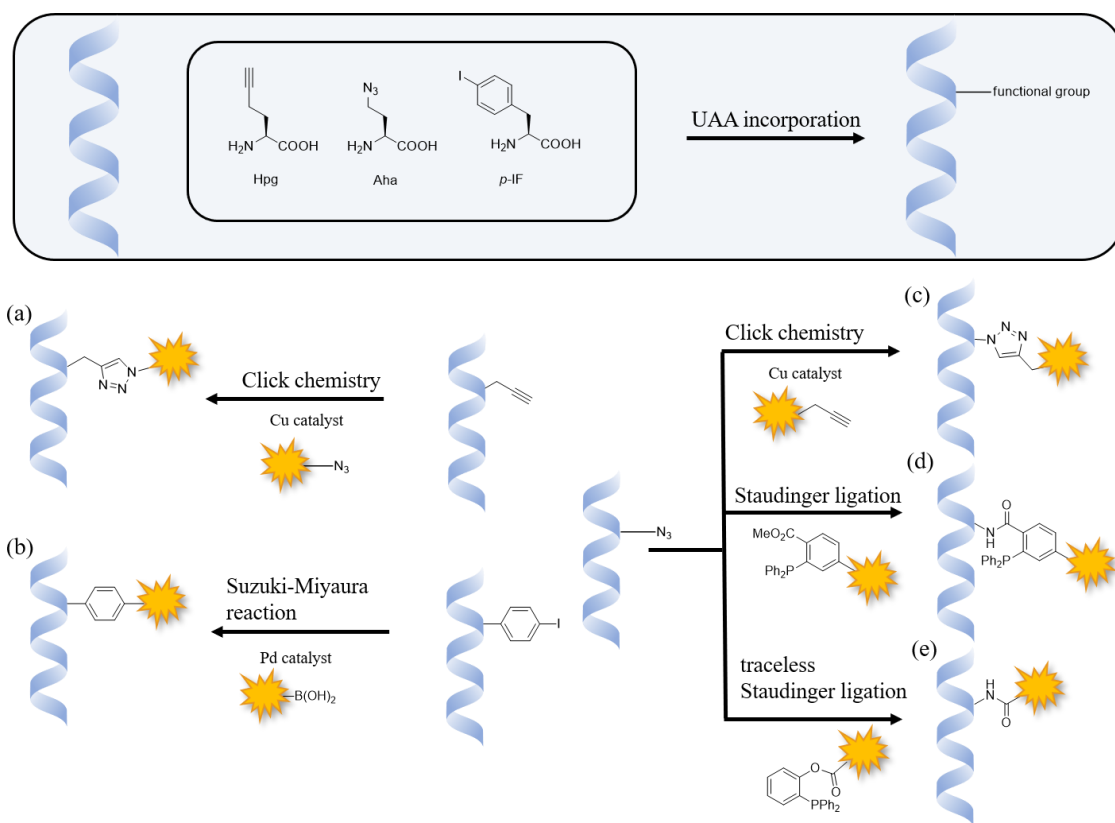 N3
I
H2N
COOH
H2N
COOH
H2N
COOH
Hpg
Aha
p-IF
UAA incorporation
functional group
(a)
N
N
N
Click chemistry
Cu catalyst
N3
(b)
Suzuki-Miyaura
reaction
Pd catalyst
B(OH)2
I
N3
(c)
Click chemistry
Cu catalyst
N
N
N
(d)
Staudinger ligation
MeO2C
Ph2P
O
N
H
Ph2P
(e)
traceless
Staudinger ligation
O
O
PPh2
H
N
O